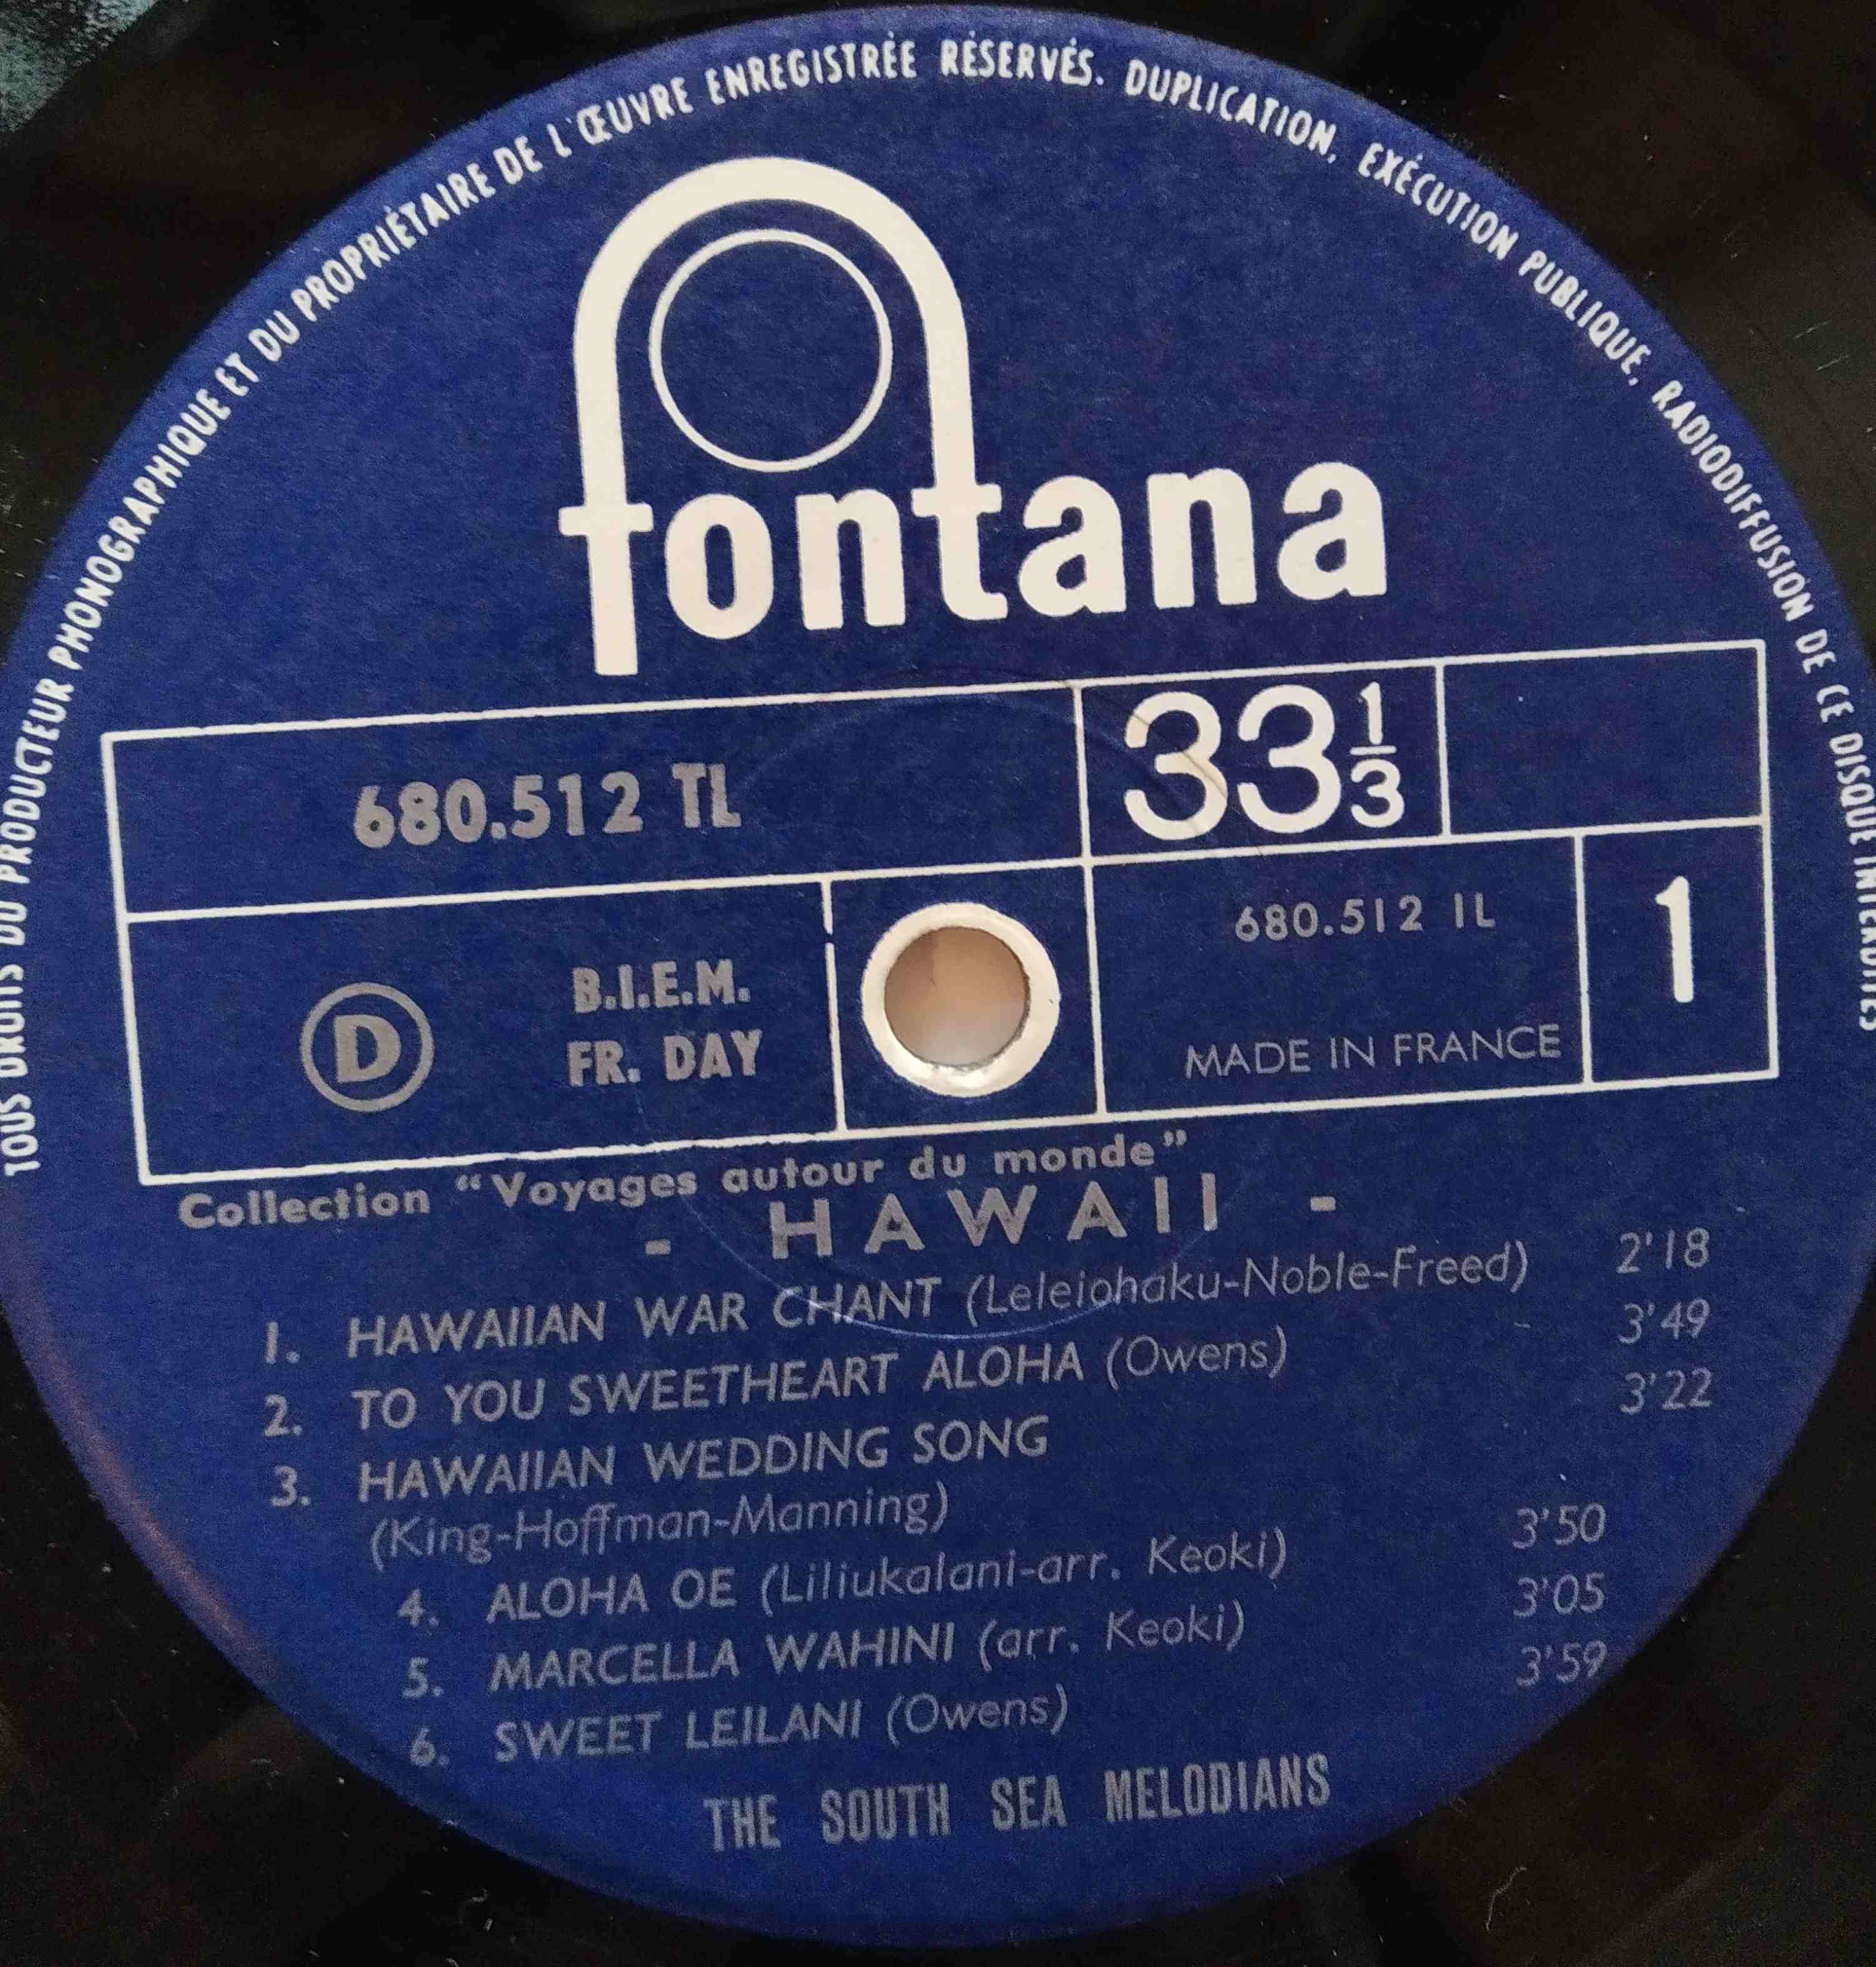 TOUS DROITS DU PRODUCTEUR PHONOGRAPHIQUE ET DU PROPRIÉTAIRE DE L'ŒUVRE ENREGISTRÉE RÉSERVÉS. DUPLICATION, EXÉCUTION PUBLIQUE, RADIODIFFUSION DE CE DISQUE INTERDITES
fontana
680.512 TL
33 1/3
D
B.I.E.M.
FR. DAY
680.512 1L
MADE IN FRANCE
1
Collection "Voyages autour du monde"
- HAWAII -
1. HAWAIIAN WAR CHANT (Leleiohaku-Noble-Freed) 2'18
2. TO YOU SWEETHEART ALOHA (Owens) 3'49
3. HAWAIIAN WEDDING SONG 3'22
(King-Hoffman-Manning)
4. ALOHA OE (Liliukalani-arr. Keoki) 3'50
5. MARCELLA WAHINI (arr. Keoki) 3'05
6. SWEET LEILANI (Owens) 3'59
THE SOUTH SEA MELODIANS